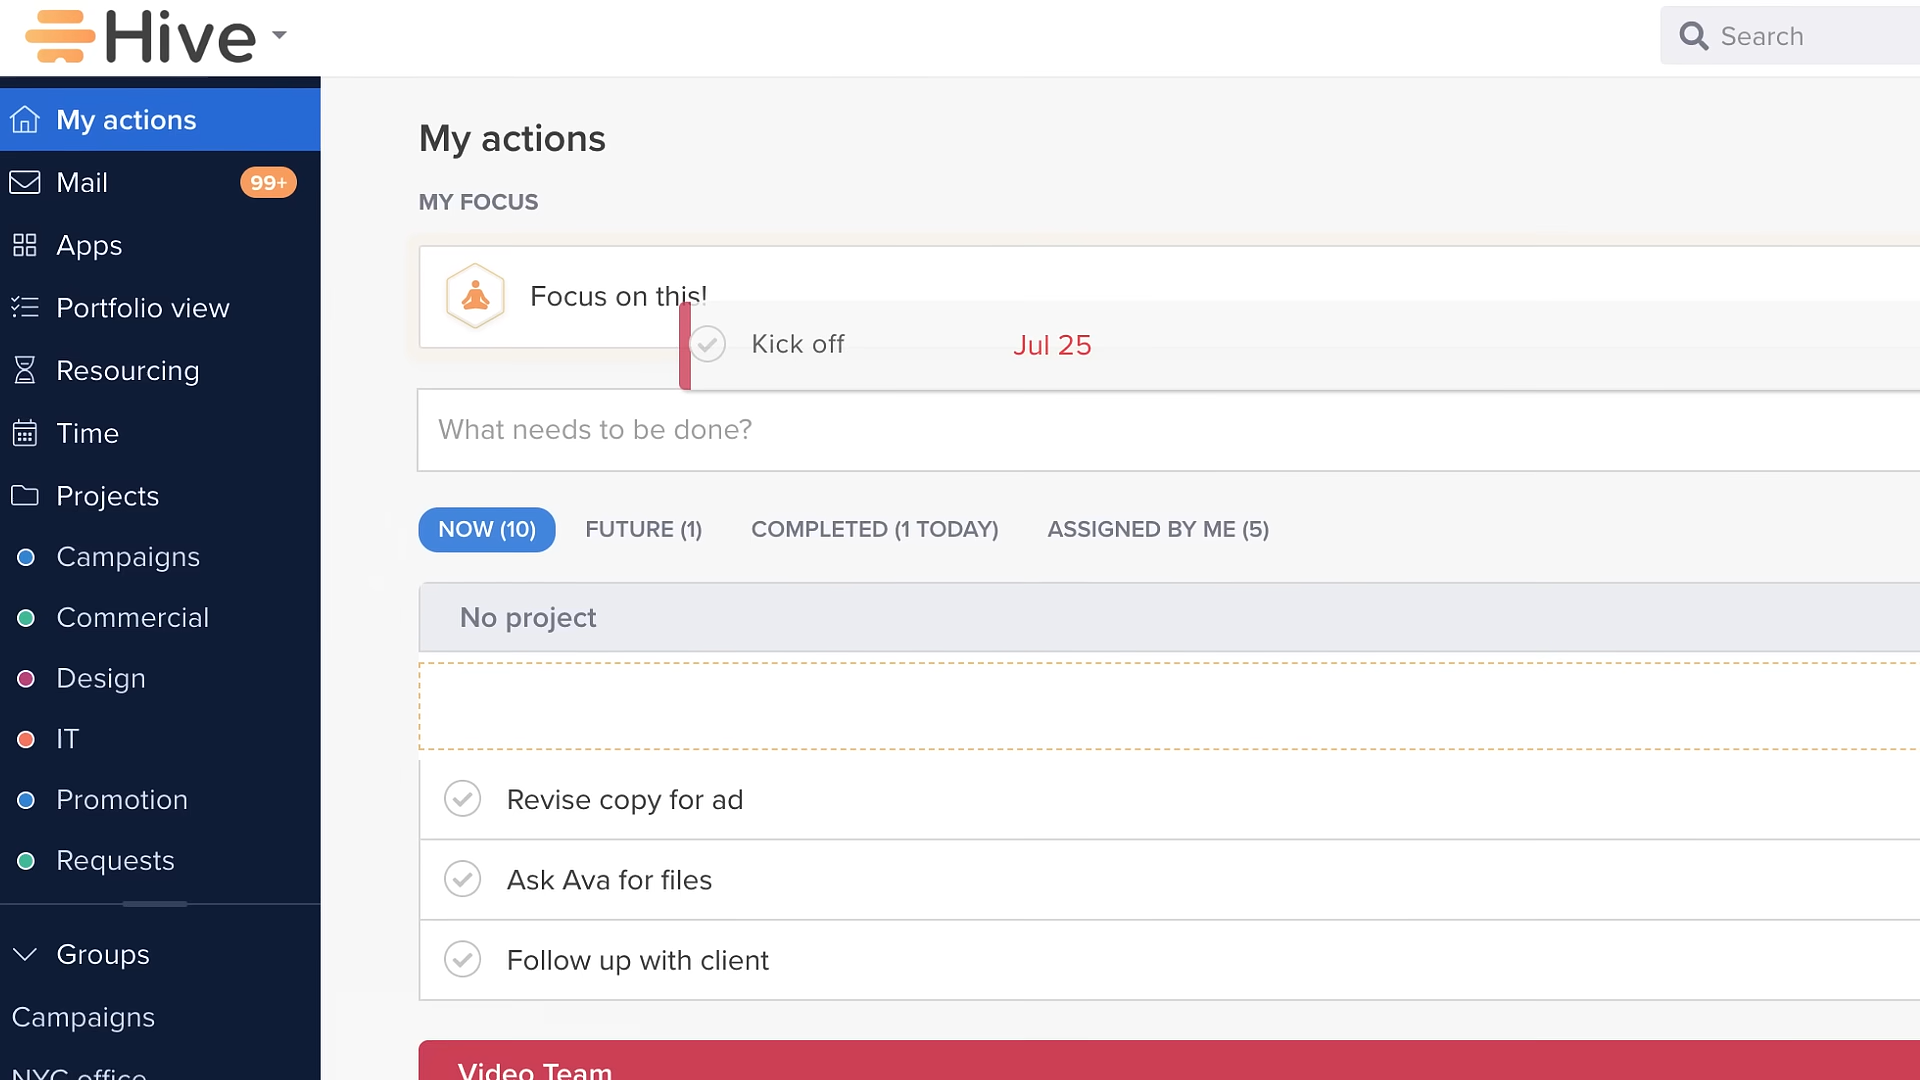 Hive
Search
My actions
Mail
99+
Apps
Portfolio view
Resourcing
Time
Projects
Campaigns
Commercial
Design
IT
Promotion
Requests
Groups
Campaigns
NYC office
My actions
MY FOCUS
Focus on this!
Kick off Jul 25
What needs to be done?
NOW (10) FUTURE (1) COMPLETED (1 TODAY) ASSIGNED BY ME (5)
No project
Revise copy for ad
Ask Ava for files
Follow up with client
Video Team